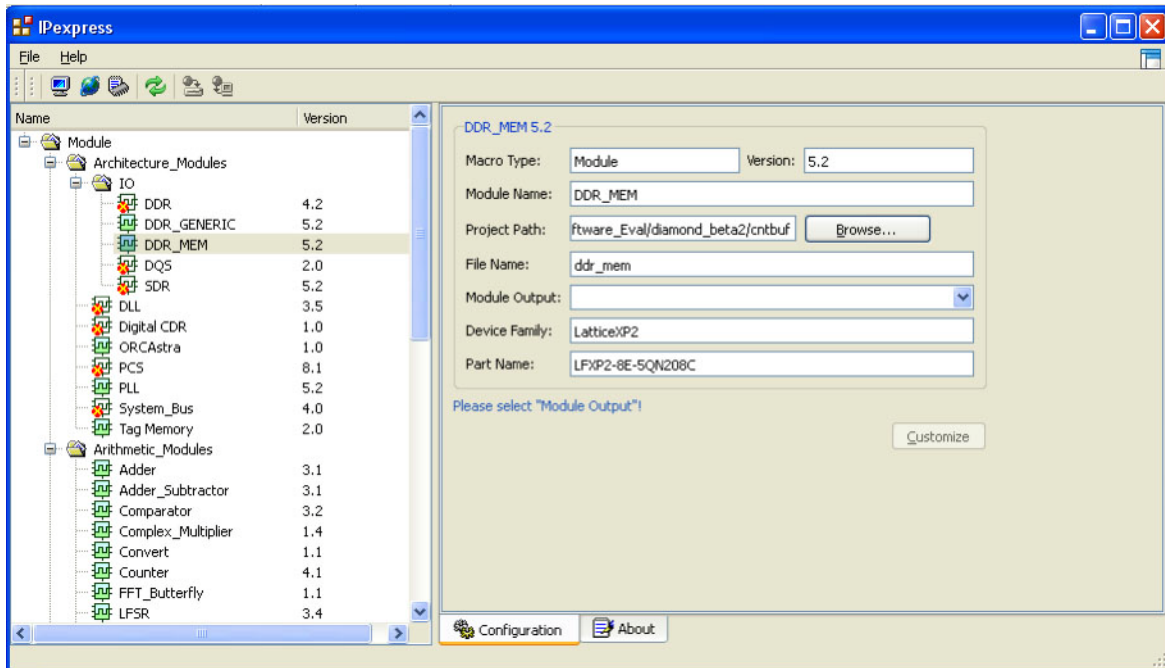 IPexpress
File Help
Name Version
Module
Architecture_Modules
IO
DDR 4.2
DDR_GENERIC 5.2
DDR_MEM 5.2
DQS 2.0
SDR 5.2
DLL 3.5
Digital CDR 1.0
ORCAstra 1.0
PCS 8.1
PLL 5.2
System_Bus 4.0
Tag Memory 2.0
Arithmetic_Modules
Adder 3.1
Adder_Subtractor 3.1
Comparator 3.2
Complex_Multiplier 1.4
Convert 1.1
Counter 4.1
FFT_Butterfly 1.1
LFSR 3.4
DDR_MEM 5.2
Macro Type: Module Version: 5.2
Module Name: DDR_MEM
Project Path: ftware_Eval/diamond_beta2/cntbuf Browse...
File Name: ddr_mem
Module Output:
Device Family: LatticeXP2
Part Name: LFXP2-8E-5QN208C
Please select "Module Output"!
Customize
Configuration About